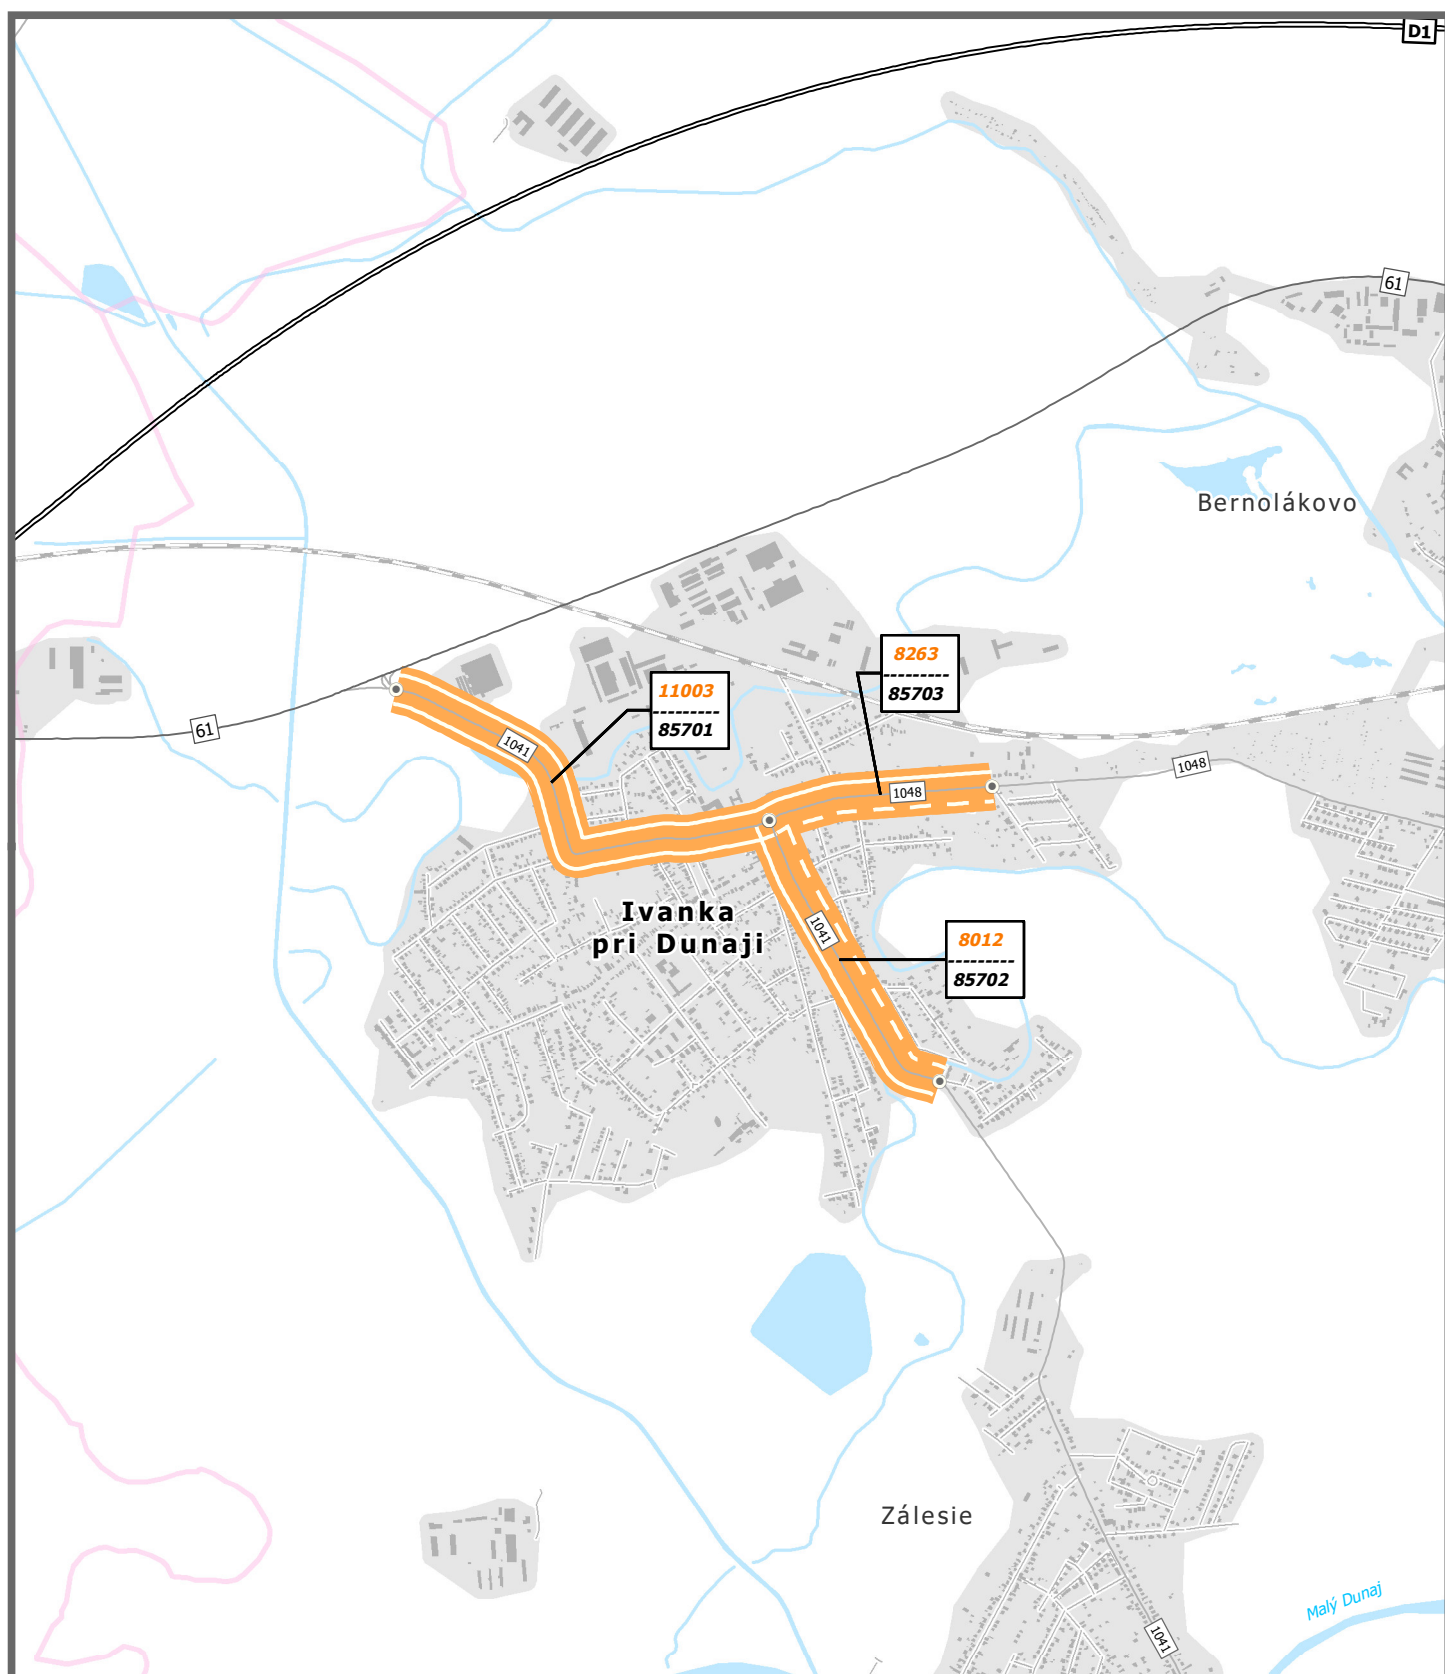 D1
61
Bernolákovo
8263
85703
11003
85701
61
1041
1048
1048
Ivanka
pri Dunaji
1041
8012
85702
Zálesie
Malý Dunaj
1041